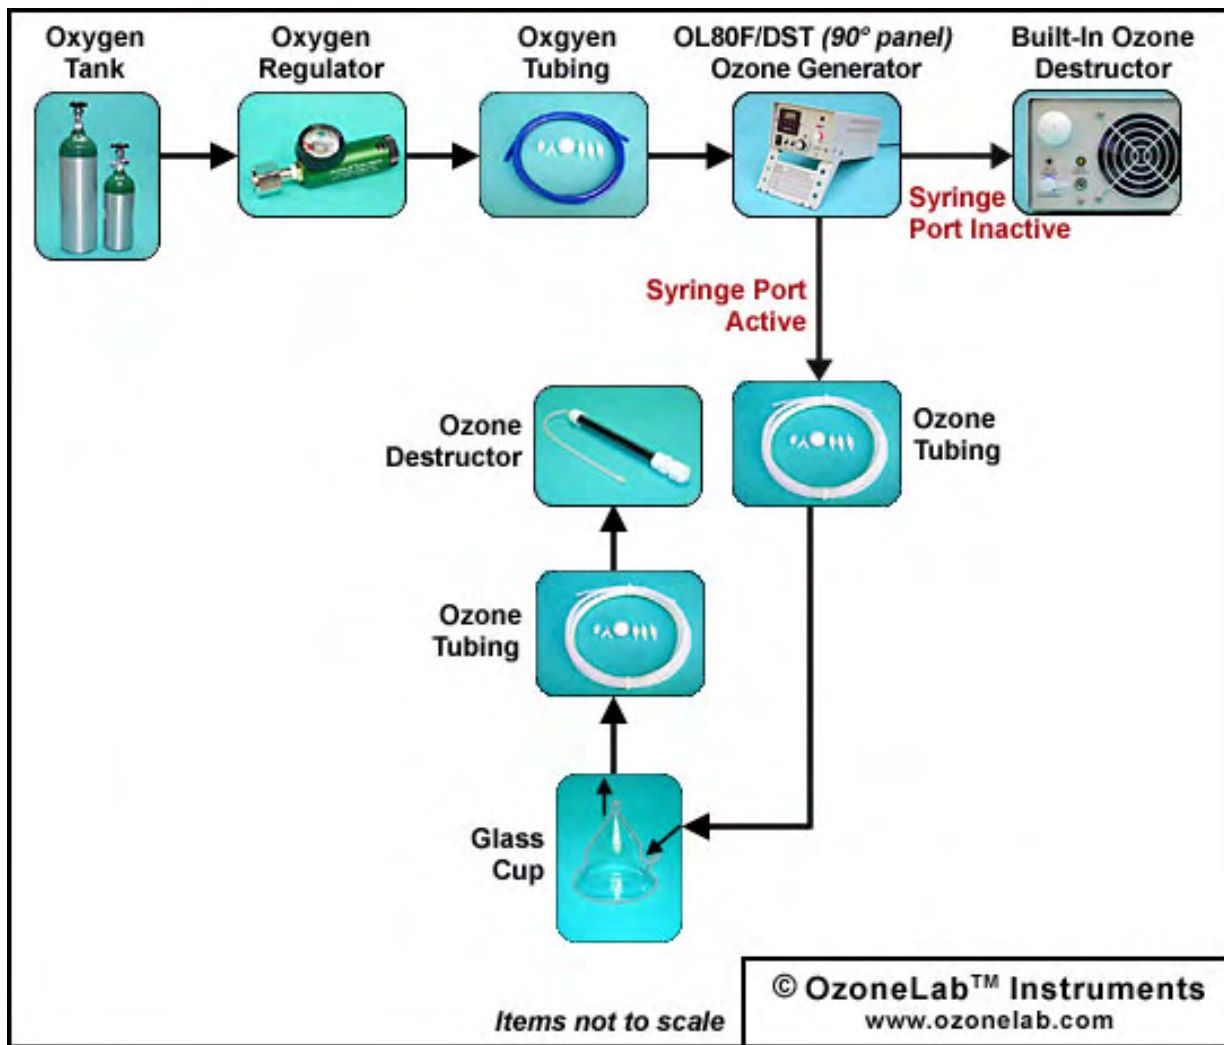 Oxygen
Tank
Oxygen
Regulator
Oxgyen
Tubing
OL80F/DST (90° panel)
Ozone Generator
Built-In Ozone
Destructor
Syringe
Port Inactive
Syringe Port
Active
Ozone
Destructor
Ozone
Tubing
Ozone
Tubing
Glass
Cup
Items not to scale
© OzoneLab™ Instruments
www.ozonelab.com